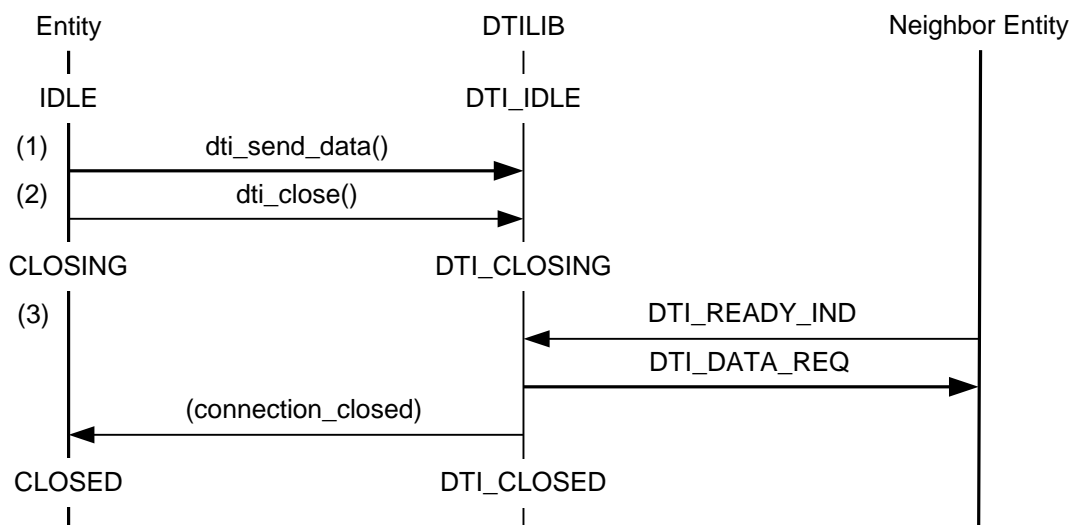 Entity DTILIB Neighbor Entity
IDLE DTI_IDLE
(1) dti_send_data()
(2) dti_close()
CLOSING DTI_CLOSING
(3) DTI_READY_IND
DTI_DATA_REQ
(connection_closed)
CLOSED DTI_CLOSED